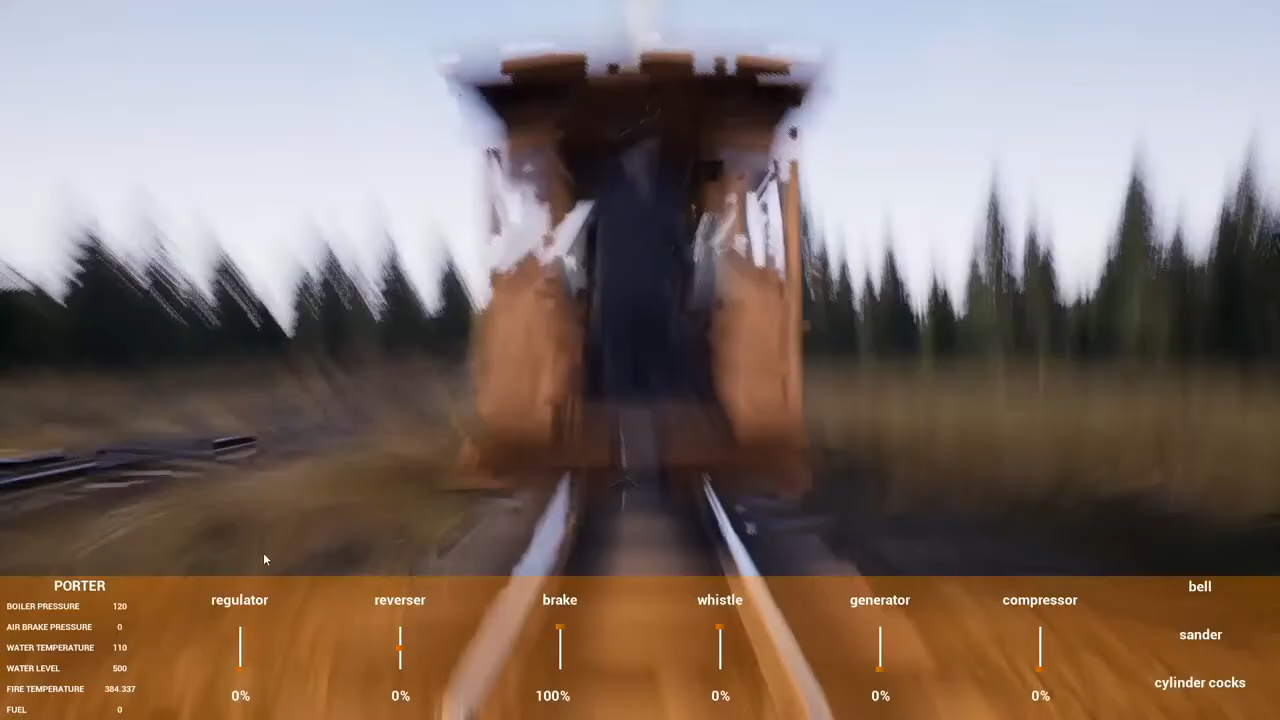 PORTER
BOILER PRESSURE 120
AIR BRAKE PRESSURE 0
WATER TEMPERATURE 110
WATER LEVEL 500
FIRE TEMPERATURE 384.337
FUEL 0
regulator
0%
reverser
0%
brake
100%
whistle
0%
generator
0%
compressor
0%
bell
sander
cylinder cocks